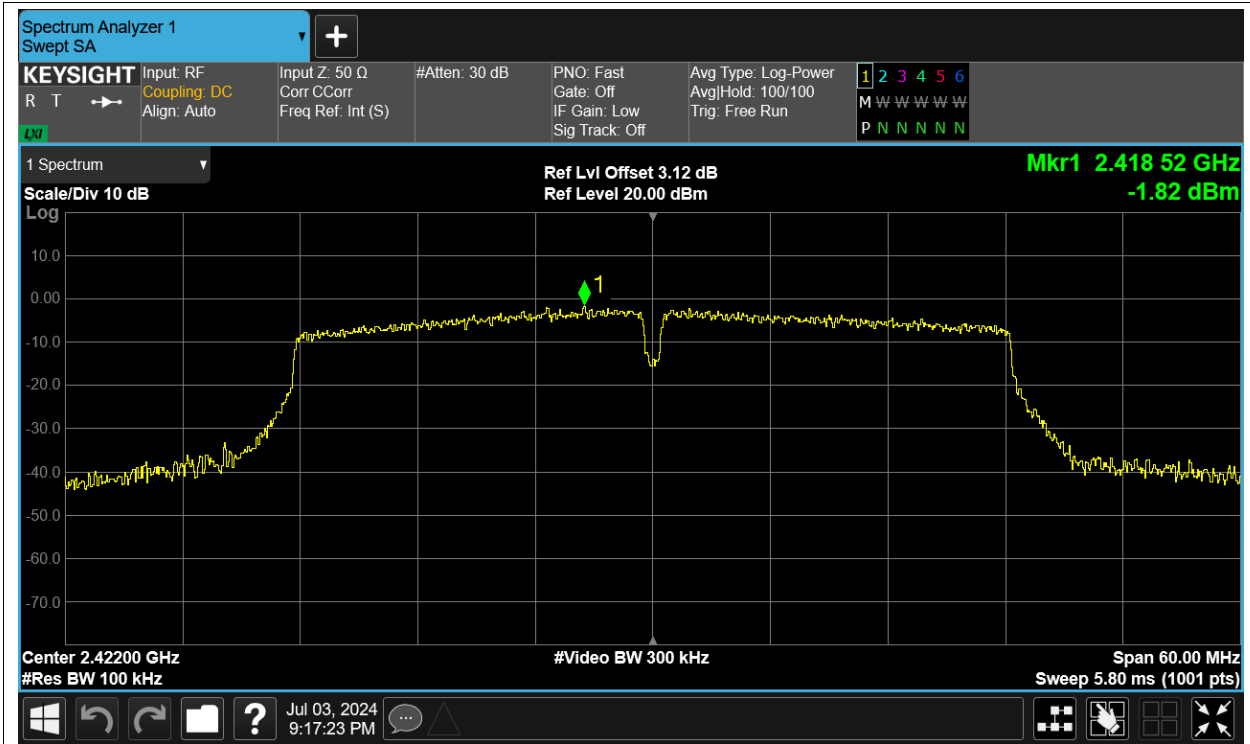 Spectrum Analyzer 1
Swept SA
KEYSIGHT
R T
LXI
Input: RF
Coupling: DC
Align: Auto
Input Z: 50 Ω
Corr CCorr
Freq Ref: Int (S)
#Atten: 30 dB
PNO: Fast
Gate: Off
IF Gain: Low
Sig Track: Off
Avg Type: Log-Power
Avg|Hold: 100/100
Trig: Free Run
1 2 3 4 5 6
M W W W W W
P N N N N N
1 Spectrum
Scale/Div 10 dB
Ref Lvl Offset 3.12 dB
Ref Level 20.00 dBm
Mkr1 2.418 52 GHz
-1.82 dBm
Log
10.0
0.00
-10.0
-20.0
-30.0
-40.0
-50.0
-60.0
-70.0
1
Center 2.42200 GHz
#Video BW 300 kHz
Span 60.00 MHz
#Res BW 100 kHz
Sweep 5.80 ms (1001 pts)
?
Jul 03, 2024
9:17:23 PM